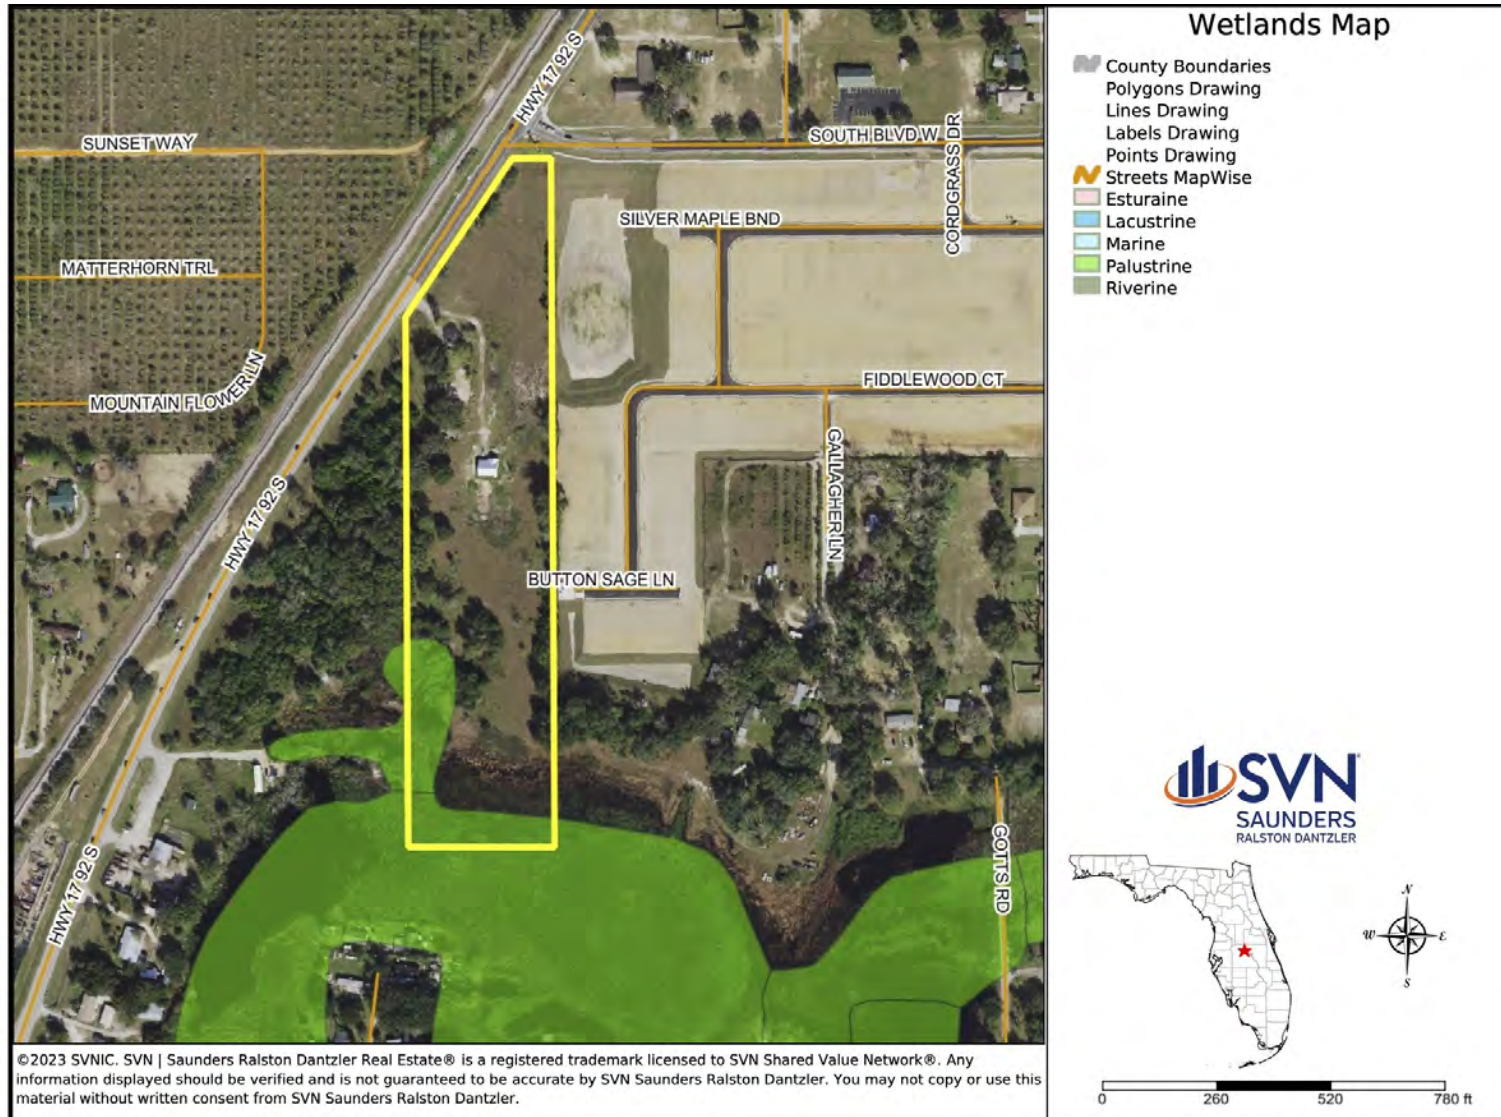 Wetlands Map
County Boundaries
Polygons Drawing
Lines Drawing
Labels Drawing
Points Drawing
Streets MapWise
Esturaine
Lacustrine
Marine
Palustrine
Riverine
HWY 17 92 S
SOUTH BLVD W
CORDGRASS DR
SUNSET WAY
SILVER MAPLE BND
MATTERHORN TRL
FIDDLEWOOD CT
MOUNTAIN FLOWER LN
GALLAGHER LN
HWY 17 92 S
BUTTON SAGE LN
GOTTS RD
HWY 17 92 S
SVN
SAUNDERS
RALSTON DANTZLER
N
W
E
S
0 260 520 780 ft
©2023 SVNIC. SVN | Saunders Ralston Dantzler Real Estate® is a registered trademark licensed to SVN Shared Value Network®. Any
information displayed should be verified and is not guaranteed to be accurate by SVN Saunders Ralston Dantzler. You may not copy or use this
material without written consent from SVN Saunders Ralston Dantzler.